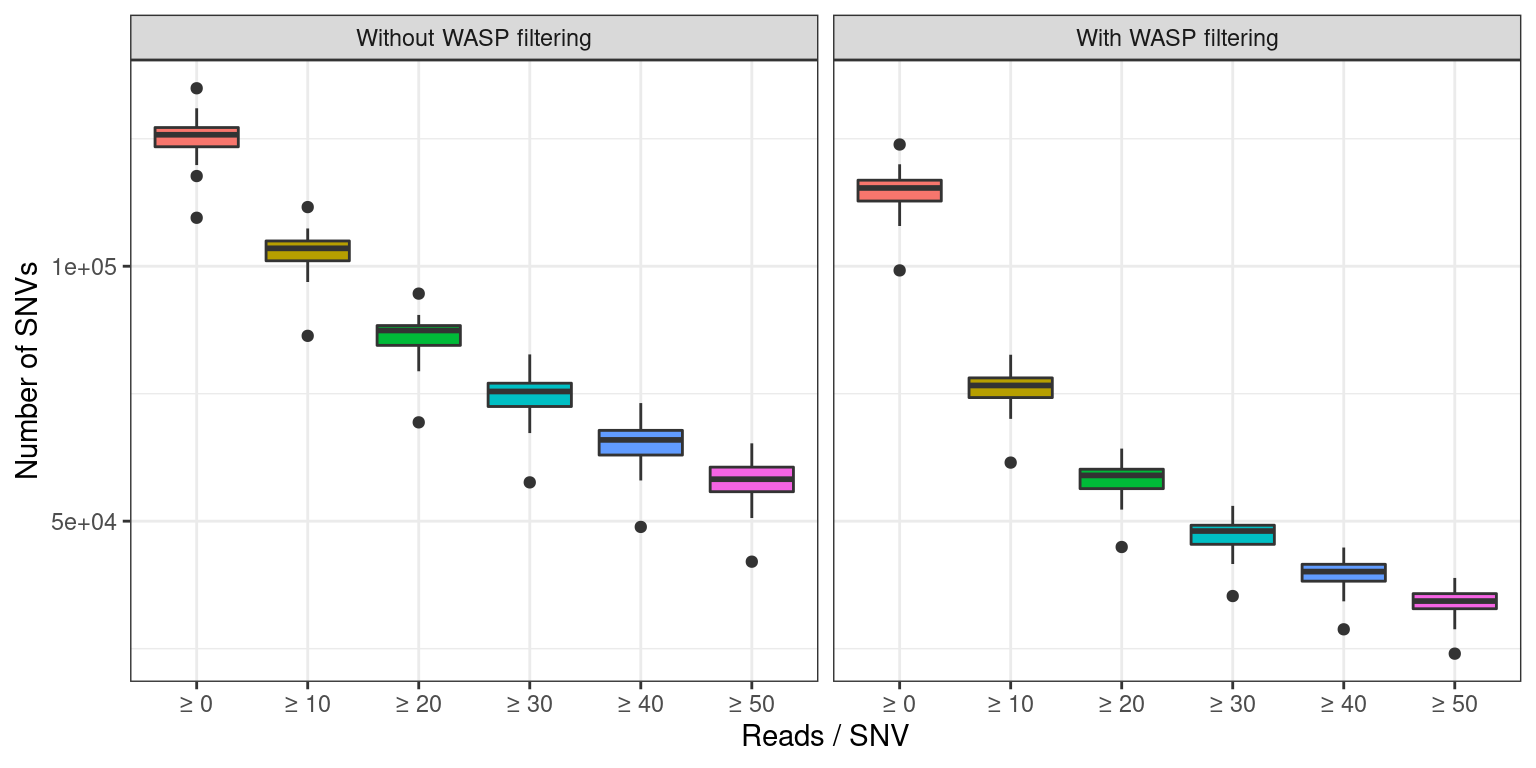 Without WASP filtering
With WASP filtering
Number of SNVs
1e+05
5e+04
≥ 0 ≥ 10 ≥ 20 ≥ 30 ≥ 40 ≥ 50
≥ 0 ≥ 10 ≥ 20 ≥ 30 ≥ 40 ≥ 50
Reads / SNV